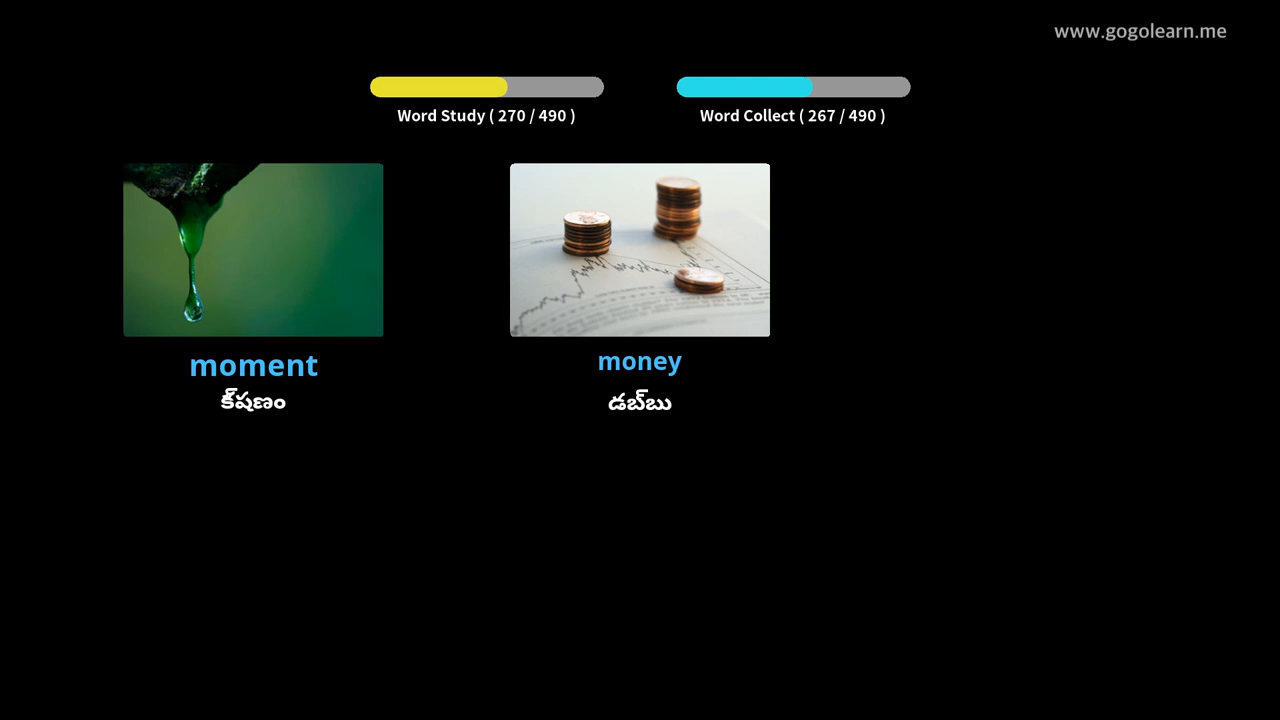 www.gogolearn.me
Word Study ( 270 / 490 )
Word Collect ( 267 / 490 )
moment
క్షణం
money
డబ్బు